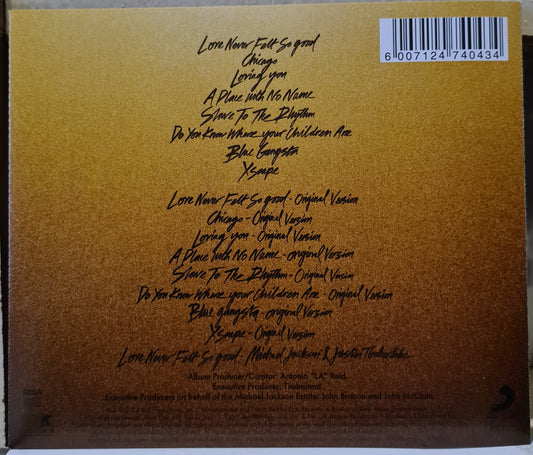 Love Never Felt So Good
Chicago
Loving You
A Place With No Name
Slave To The Rhythm
Do You Know Where Your Children Are
Blue Gangsta
Xscape
6 007124 740434
Love Never Felt So Good - Original Version
Chicago - Original Version
Loving You - Original Version
A Place With No Name - Original Version
Slave To The Rhythm - Original Version
Do You Know Where Your Children Are - Original Version
Blue Gangsta - Original Version
Xscape - Original Version
Love Never Felt So Good - Michael Jackson & Justin Timberlake
Album Producer/Curator: Antonio "LA" Reid.
Executive Producer: Timbaland.
Executive Producers on behalf of the Michael Jackson Estate: John Branca and John McClain.